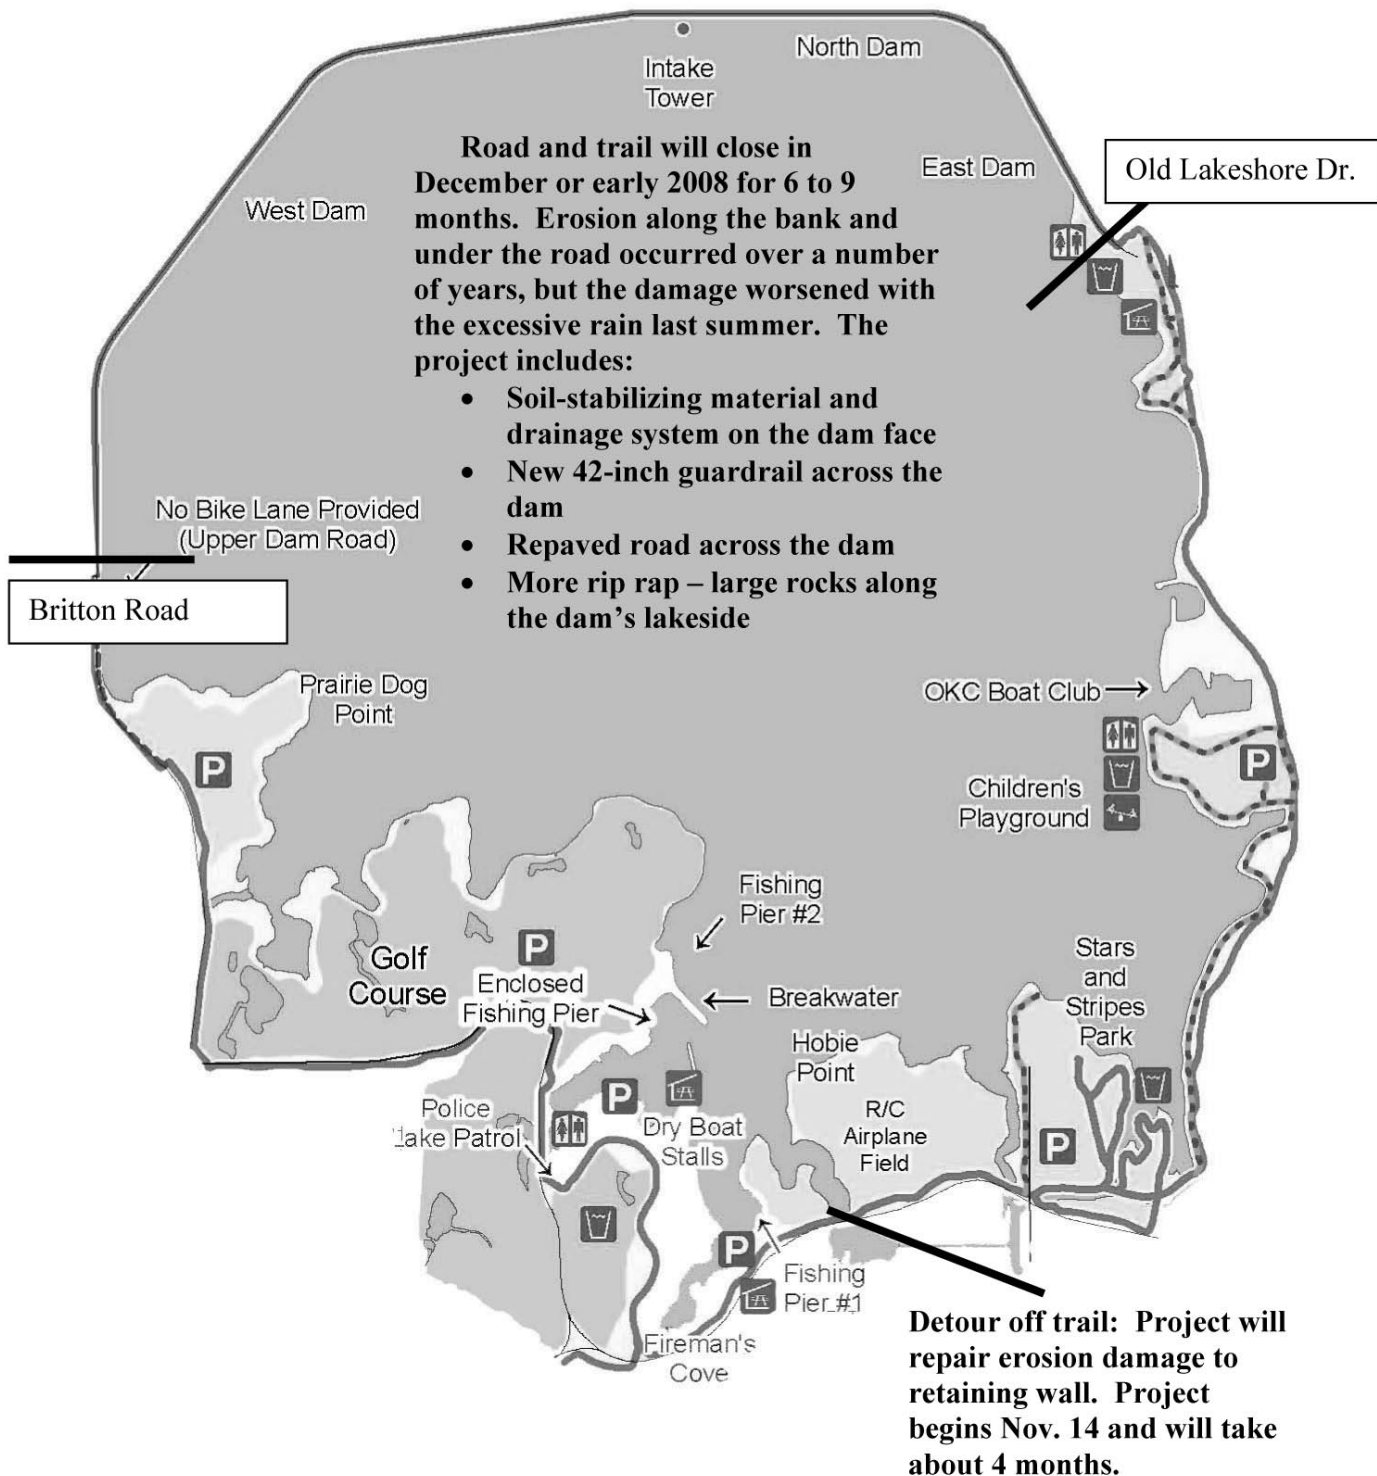 North Dam
Intake
Tower
Road and trail will close in
December or early 2008 for 6 to 9
months. Erosion along the bank and
under the road occurred over a number
of years, but the damage worsened with
the excessive rain last summer. The
project includes:
• Soil-stabilizing material and
drainage system on the dam face
• New 42-inch guardrail across the
dam
• Repaved road across the dam
• More rip rap – large rocks along
the dam’s lakeside
East Dam
Old Lakeshore Dr.
West Dam
No Bike Lane Provided
(Upper Dam Road)
Britton Road
Prairie Dog
Point
P
OKC Boat Club
P
Children's
Playground
Fishing
Pier #2
P
Golf
Course
Enclosed
Fishing Pier
Breakwater
Stars
and
Stripes
Park
Hobie
Point
R/C
Airplane
Field
P
Police
Lake Patrol
P
Dry Boat
Stalls
P
Fishing
Pier #1
Fireman's
Cove
Detour off trail: Project will
repair erosion damage to
retaining wall. Project
begins Nov. 14 and will take
about 4 months.